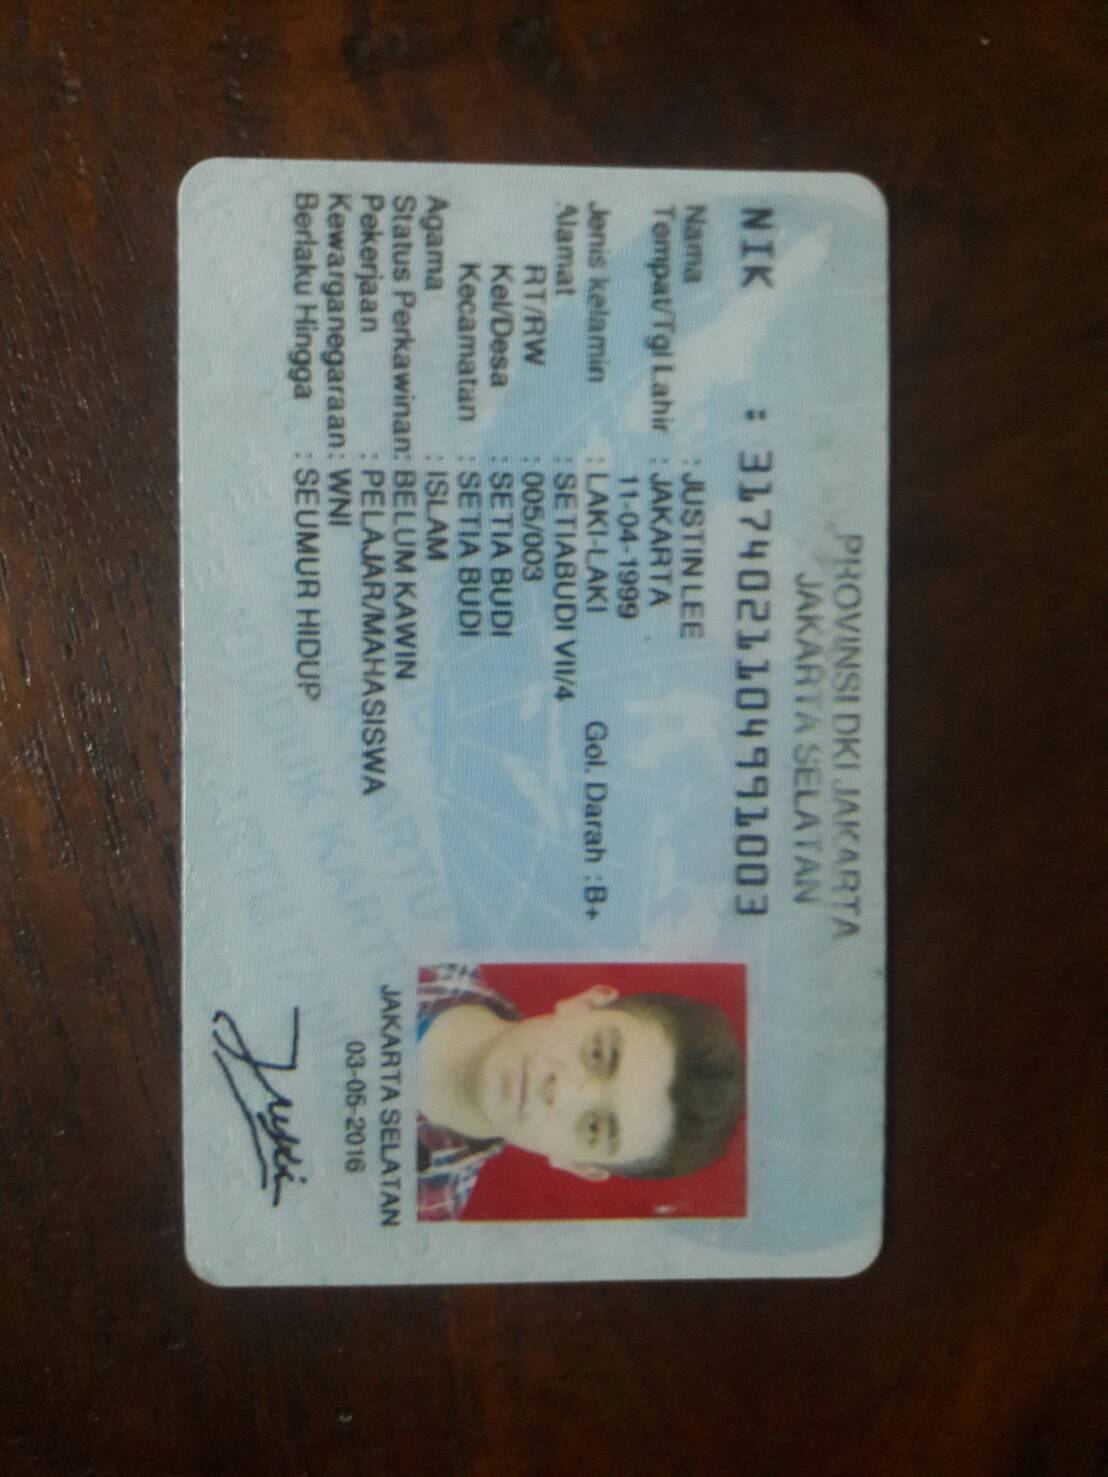 PROVINSI DKI JAKARTA
JAKARTA SELATAN
NIK : 3174021104991003
Nama : JUSTIN LEE
Tempat/Tgl Lahir : JAKARTA
11-04-1999
Jenis kelamin : LAKI-LAKI Gol. Darah : B+
Alamat : SETIABUDI VII/4
RT/RW : 005/003
Kel/Desa : SETIA BUDI
Kecamatan : SETIA BUDI
Agama : ISLAM
Status Perkawinan: BELUM KAWIN
Pekerjaan : PELAJAR/MAHASISWA
Kewarganegaraan: WNI
Berlaku Hingga : SEUMUR HIDUP
JAKARTA SELATAN
03-05-2016